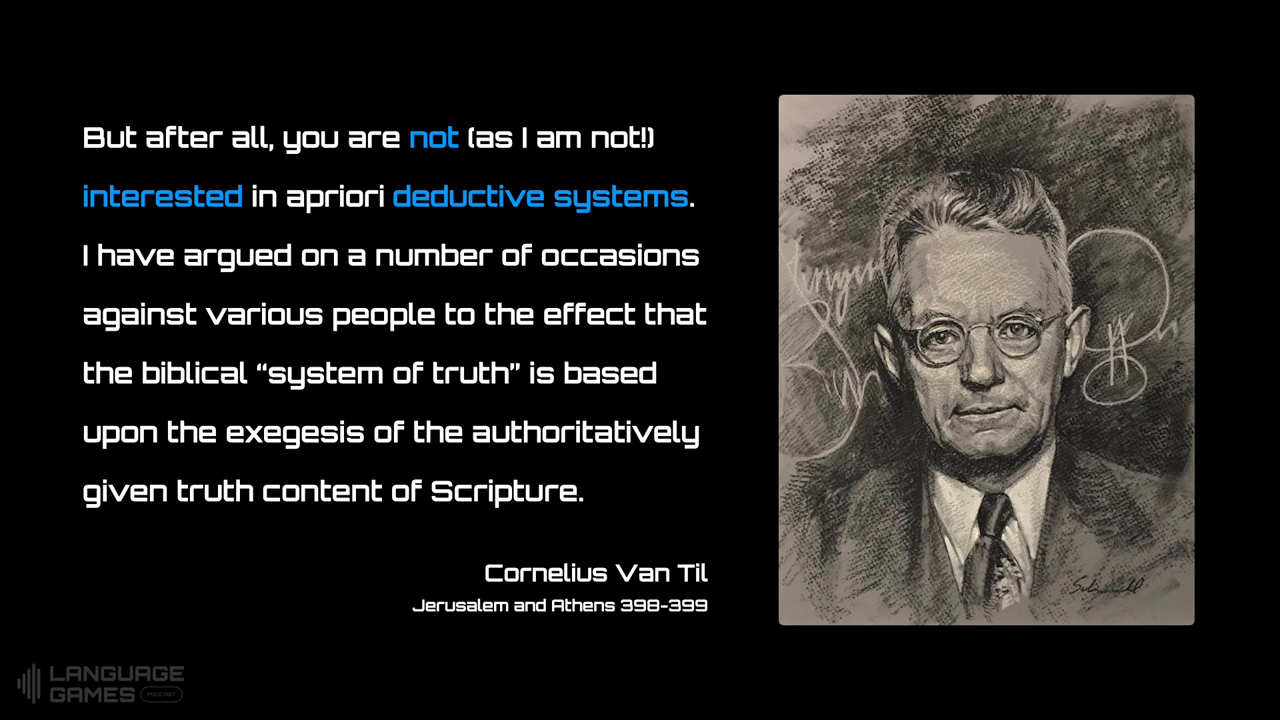 But after all, you are not (as I am not!)
interested in apriori deductive systems.
I have argued on a number of occasions
against various people to the effect that
the biblical “system of truth” is based
upon the exegesis of the authoritatively
given truth content of Scripture.
Cornelius Van Til
Jerusalem and Athens 398-399
LANGUAGE
GAMES PODCAST